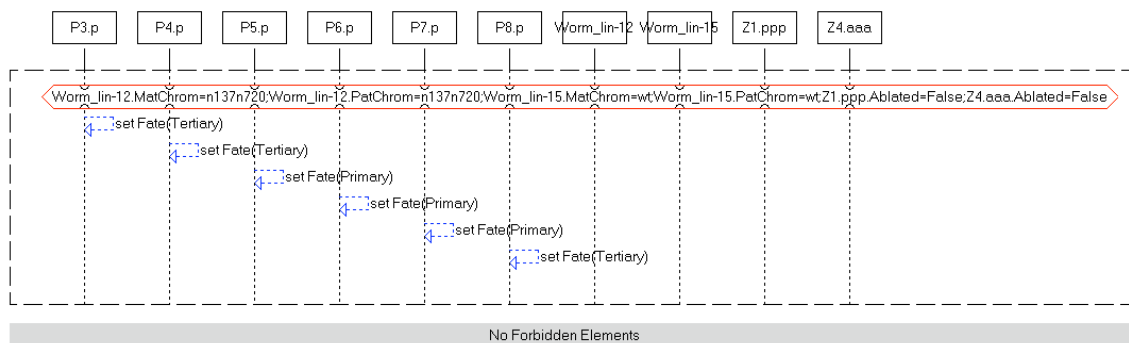 P3.p P4.p P5.p P6.p P7.p P8.p Worm_lin-12 Worm_lin-15 Z1.ppp Z4.aaa
Worm_lin-12.MatChrom=n137n720;Worm_lin-12.PatChrom=n137n720;Worm_lin-15.MatChrom=wt;Worm_lin-15.PatChrom=wt;Z1.ppp.Ablated=False;Z4.aaa.Ablated=False
set Fate(Tertiary)
set Fate(Tertiary)
set Fate(Primary)
set Fate(Primary)
set Fate(Primary)
set Fate(Tertiary)
No Forbidden Elements